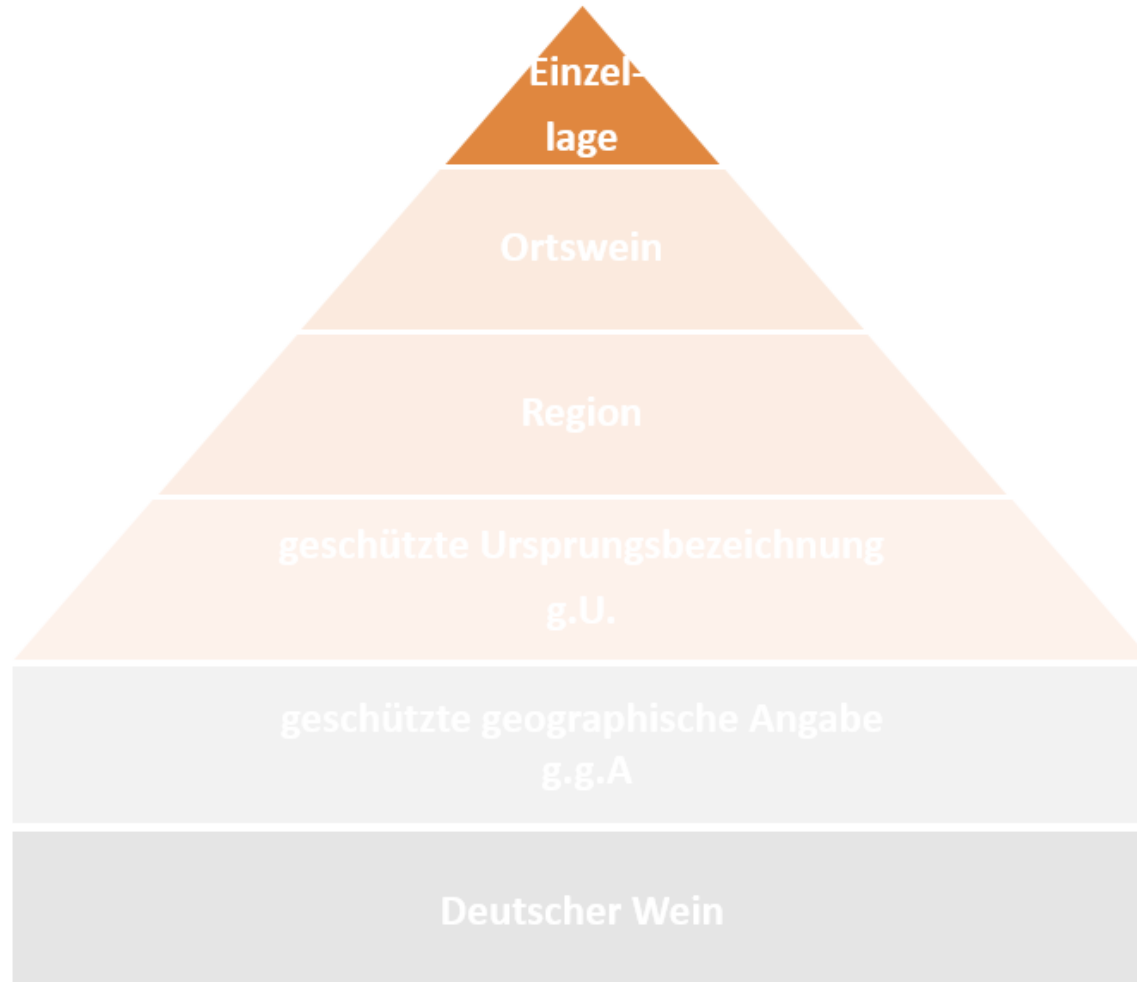 Einzel-
lage
Ortswein
Region
geschützte Ursprungsbezeichnung
g.U.
geschützte geographische Angabe
g.g.A
Deutscher Wein